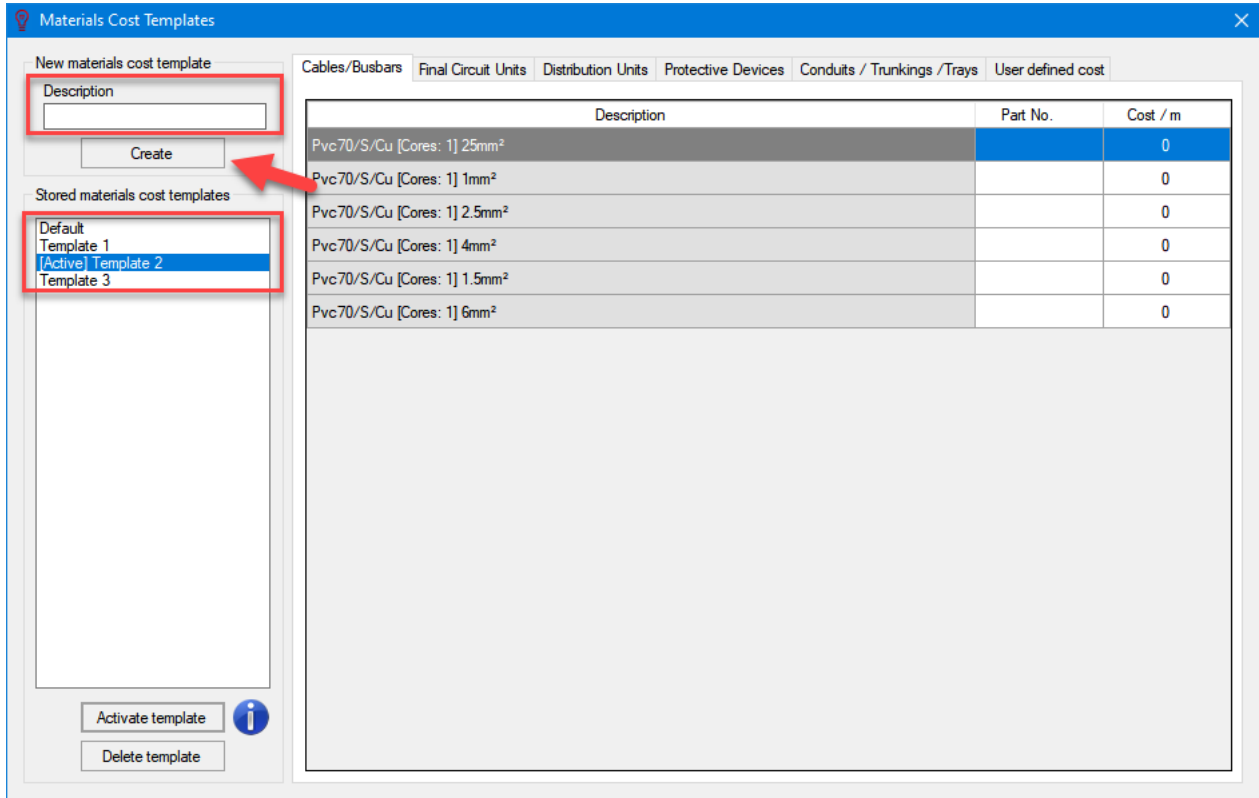 Materials Cost Templates
New materials cost template
Description
Create
Stored materials cost templates
Default
Template 1
[Active] Template 2
Template 3
Activate template
Delete template
Cables/Busbars Final Circuit Units Distribution Units Protective Devices Conduits / Trunkings /Trays User defined cost
Description Part No. Cost / m
Pvc70/S/Cu [Cores: 1] 25mm² 0
Pvc70/S/Cu [Cores: 1] 1mm² 0
Pvc70/S/Cu [Cores: 1] 2.5mm² 0
Pvc70/S/Cu [Cores: 1] 4mm² 0
Pvc70/S/Cu [Cores: 1] 1.5mm² 0
Pvc70/S/Cu [Cores: 1] 6mm² 0